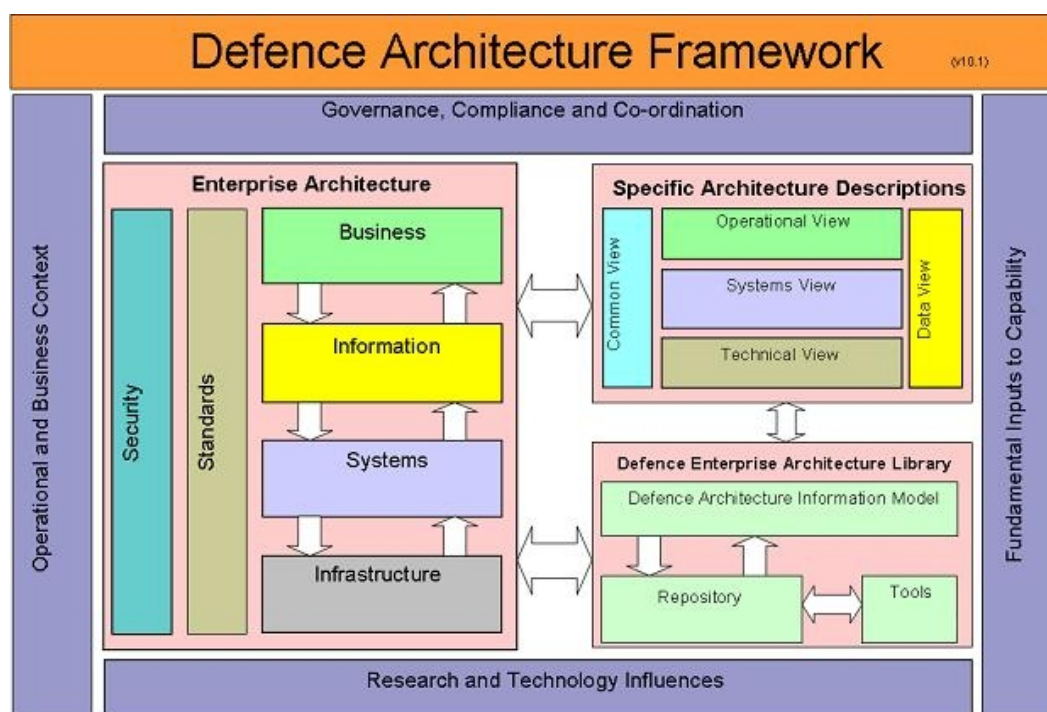 Defence Architecture Framework
(v10.1)
Governance, Compliance and Co-ordination
Operational and Business Context
Fundamental Inputs to Capability
Enterprise Architecture
Security
Standards
Business
Information
Systems
Infrastructure
Specific Architecture Descriptions
Common View
Operational View
Systems View
Technical View
Data View
Defence Enterprise Architecture Library
Defence Architecture Information Model
Repository
Tools
Research and Technology Influences